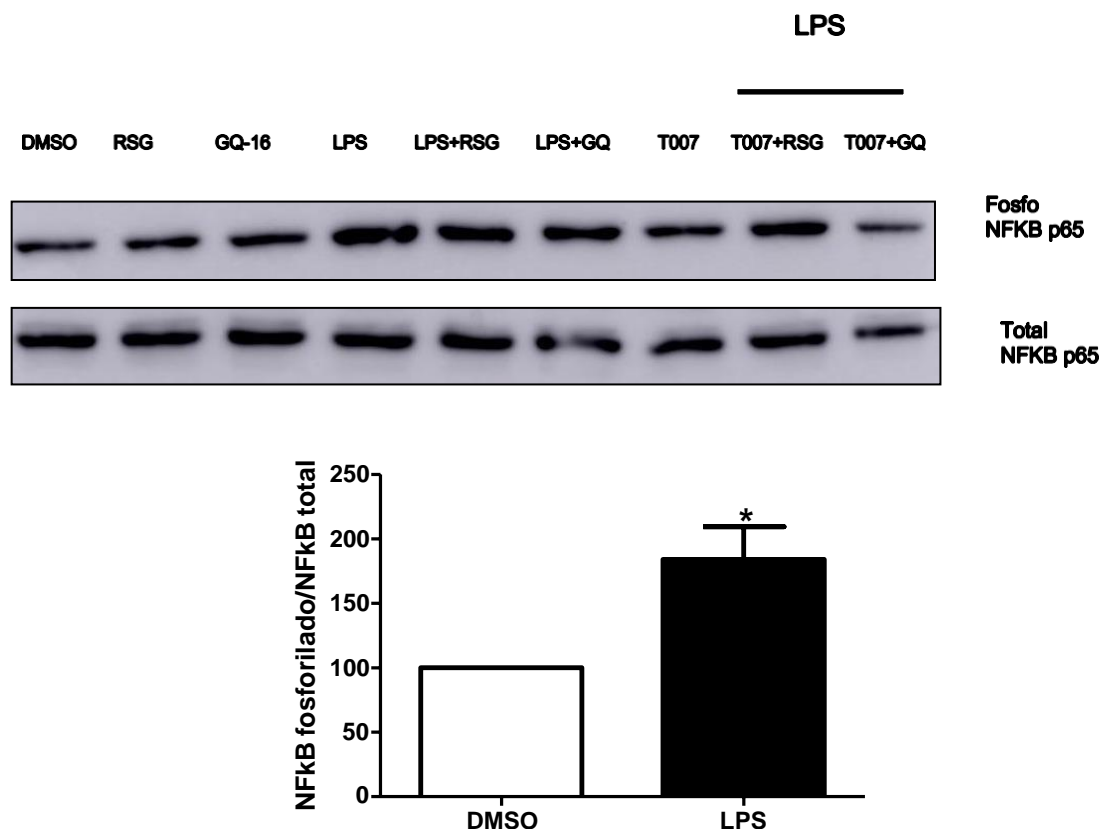 LPS
DMSO RSG GQ-16 LPS LPS+RSG LPS+GQ T007 T007+RSG T007+GQ
Fosfo
NFKB p65
Total
NFKB p65
NFkB fosforilado/NFkB total
250
200
150
100
50
0
*
DMSO LPS